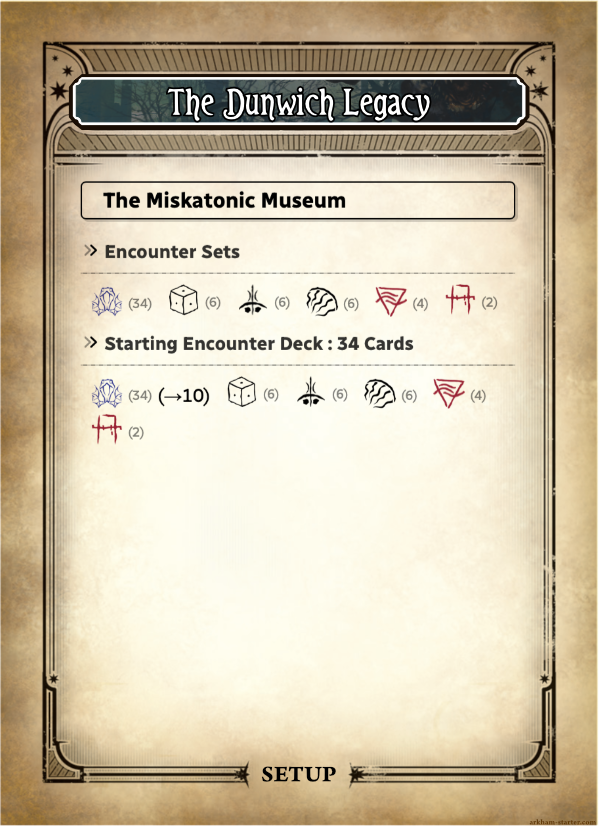 The Dunwich Legacy
The Miskatonic Museum
» Encounter Sets
(34) (6) (6) (6) (4) (2)
» Starting Encounter Deck : 34 Cards
(34) (→10) (6) (6) (6) (4)
(2)
SETUP
arkham-starter.com